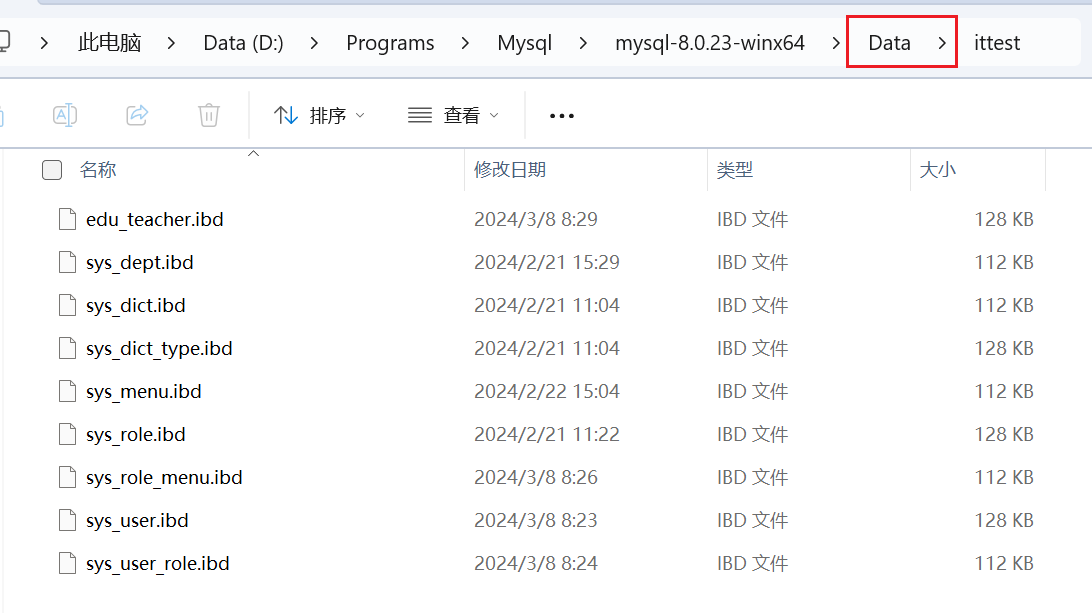 此电脑 > Data (D:) > Programs > Mysql > mysql-8.0.23-winx64 > Data > ittest
排序 查看
名称 修改日期 类型 大小
edu_teacher.ibd 2024/3/8 8:29 IBD 文件 128 KB
sys_dept.ibd 2024/2/21 15:29 IBD 文件 112 KB
sys_dict.ibd 2024/2/21 11:04 IBD 文件 112 KB
sys_dict_type.ibd 2024/2/21 11:04 IBD 文件 128 KB
sys_menu.ibd 2024/2/22 15:04 IBD 文件 112 KB
sys_role.ibd 2024/2/21 11:22 IBD 文件 128 KB
sys_role_menu.ibd 2024/3/8 8:26 IBD 文件 112 KB
sys_user.ibd 2024/3/8 8:23 IBD 文件 128 KB
sys_user_role.ibd 2024/3/8 8:24 IBD 文件 112 KB